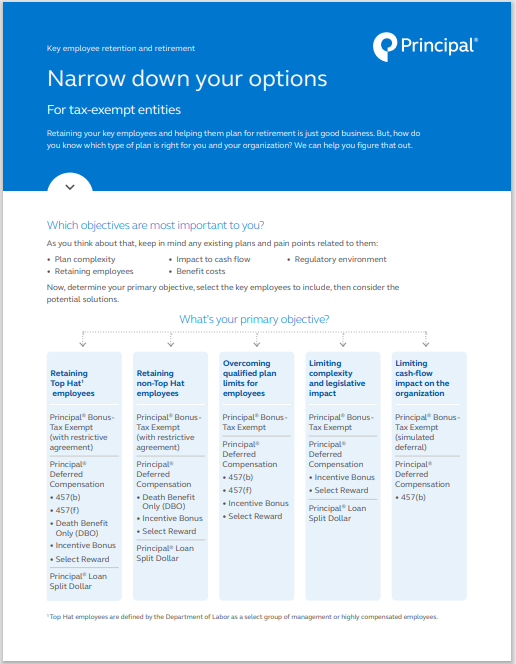 Key employee retention and retirement
Principal®
Narrow down your options
For tax-exempt entities
Retaining your key employees and helping them plan for retirement is just good business. But, how do
you know which type of plan is right for you and your organization? We can help you figure that out.
Which objectives are most important to you?
As you think about that, keep in mind any existing plans and pain points related to them:
• Plan complexity
• Impact to cash flow
• Regulatory environment
• Retaining employees
• Benefit costs
Now, determine your primary objective, select the key employees to include, then consider the
potential solutions.
What's your primary objective?
Retaining
Top Hat¹
employees
Principal® Bonus-
Tax Exempt
(with restrictive
agreement)
Principal®
Deferred
Compensation
• 457(b)
• 457(f)
• Death Benefit
Only (DBO)
• Incentive Bonus
• Select Reward
Principal® Loan
Split Dollar
Retaining
non-Top Hat
employees
Principal® Bonus-
Tax Exempt
(with restrictive
agreement)
Principal®
Deferred
Compensation
• Death Benefit
Only (DBO)
• Incentive Bonus
• Select Reward
Principal® Loan
Split Dollar
Overcoming
qualified plan
limits for
employees
Principal® Bonus-
Tax Exempt
Principal®
Deferred
Compensation
• 457(b)
• 457(f)
• Incentive Bonus
• Select Reward
Limiting
complexity
and legislative
impact
Principal® Bonus-
Tax Exempt
Principal®
Deferred
Compensation
• Incentive Bonus
• Select Reward
Principal® Loan
Split Dollar
Limiting
cash-flow
impact on the
organization
Principal® Bonus-
Tax Exempt
(simulated
deferral)
Principal®
Deferred
Compensation
• 457(b)
¹ Top Hat employees are defined by the Department of Labor as a select group of management or highly compensated employees.